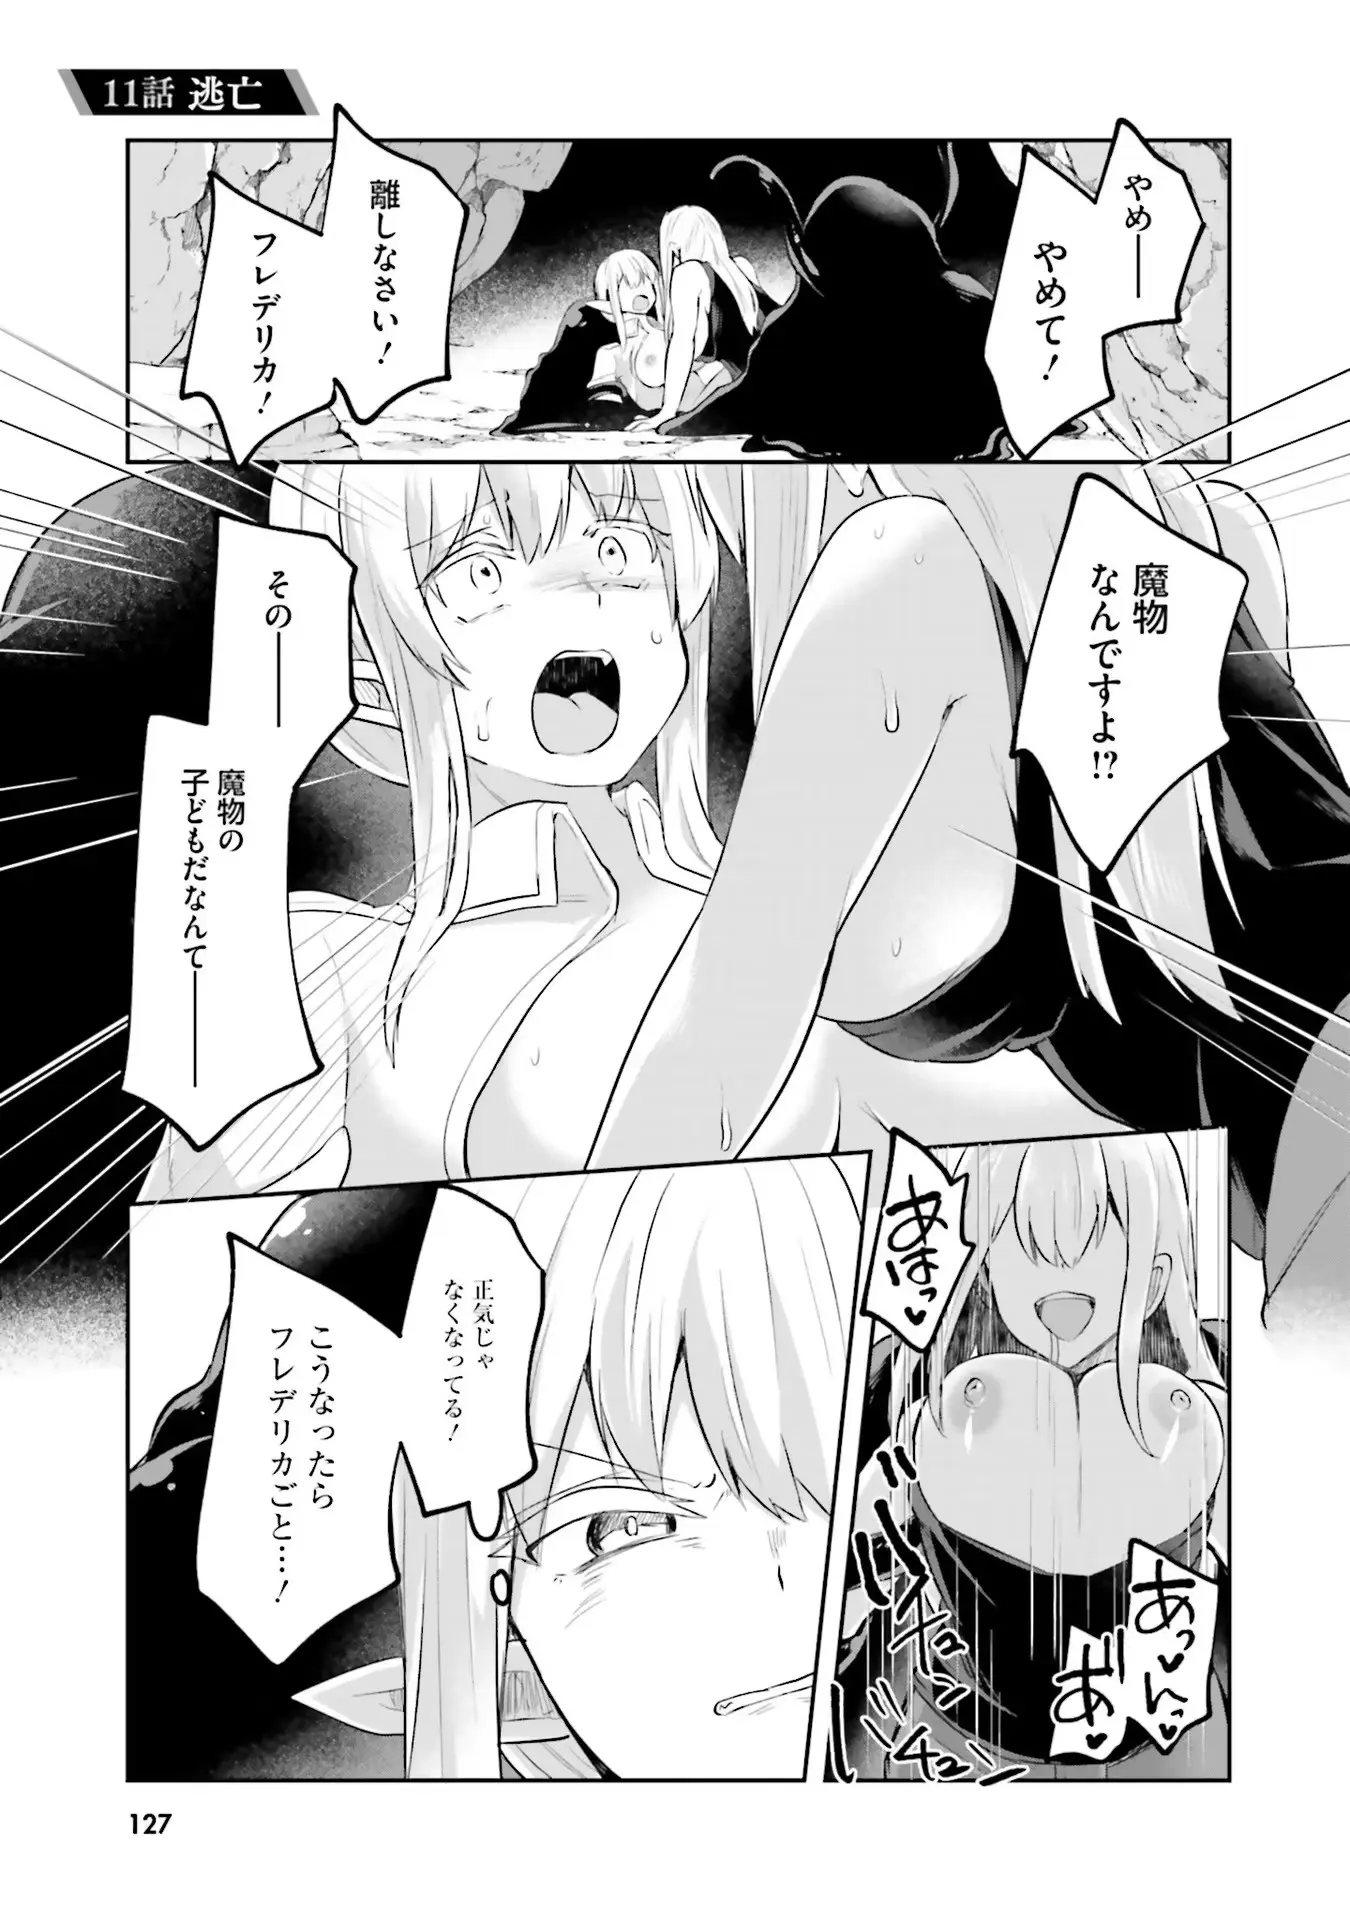 11話 逃亡
やめ──
やめて！
離しなさい！
フレデリカ！
魔物
なんですよ!?
その──
魔物の
子どもだなんて──
あはっ♥
あっん♥
あ゛♥
正気じゃ
なくなってる！
こうなったら
フレデリカごと…！
127